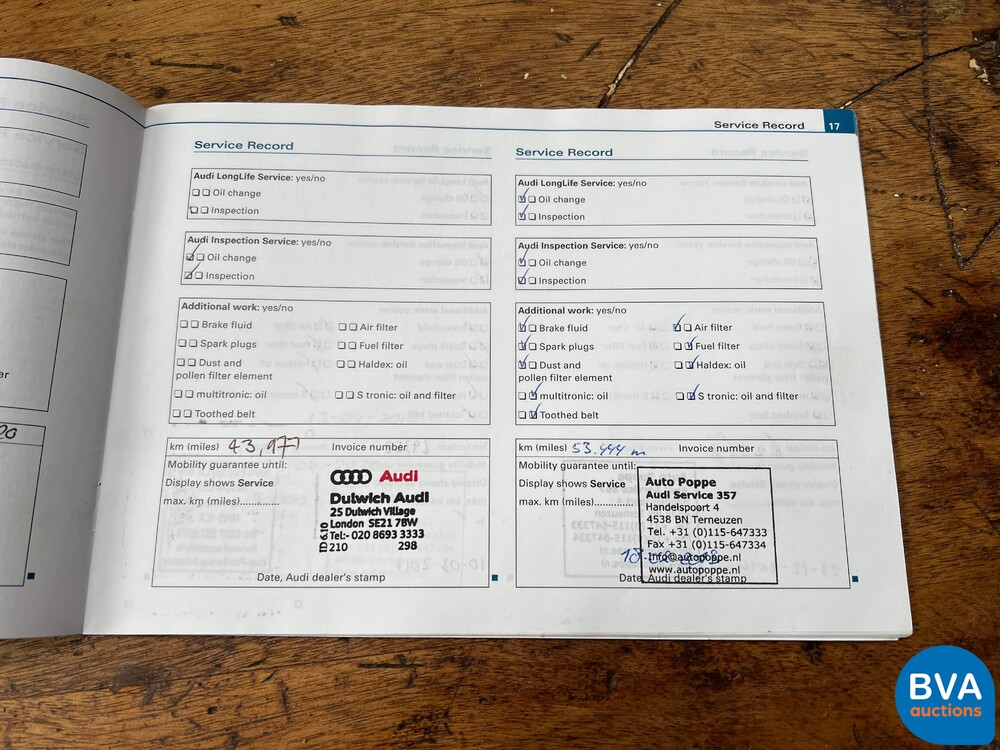 Service Record 17
Service Record
Audi LongLife Service: yes/no
Oil change
Inspection
Audi Inspection Service: yes/no
Oil change
Inspection
Additional work: yes/no
Brake fluid
Air filter
Spark plugs
Fuel filter
Dust and
pollen filter element
Haldex: oil
multitronic: oil
S tronic: oil and filter
Toothed belt
km (miles) 43,977 Invoice number
Mobility guarantee until:
Display shows Service
max. km (miles)..............
Audi
Dulwich Audi
25 Dulwich Village
London SE21 7BW
Tel:- 020 8693 3333
210 298
Date, Audi dealer's stamp
Service Record
Audi LongLife Service: yes/no
Oil change
Inspection
Audi Inspection Service: yes/no
Oil change
Inspection
Additional work: yes/no
Brake fluid
Air filter
Spark plugs
Fuel filter
Dust and
pollen filter element
Haldex: oil
multitronic: oil
S tronic: oil and filter
Toothed belt
km (miles) 53.444 m Invoice number
Mobility guarantee until:
Display shows Service
max. km (miles)..............
Auto Poppe
Audi Service 357
Handelspoort 4
4538 BN Terneuzen
Tel. +31 (0)115-647333
Fax +31 (0)115-647334
info@autopoppe.nl
www.autopoppe.nl
Date, Audi dealer's stamp
BVA
auctions